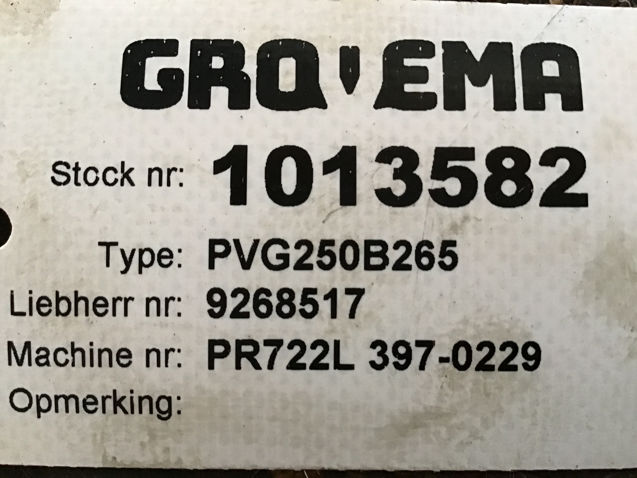 GROVEMA
Stock nr: 1013582
Type: PVG250B265
Liebherr nr: 9268517
Machine nr: PR722L 397-0229
Opmerking: